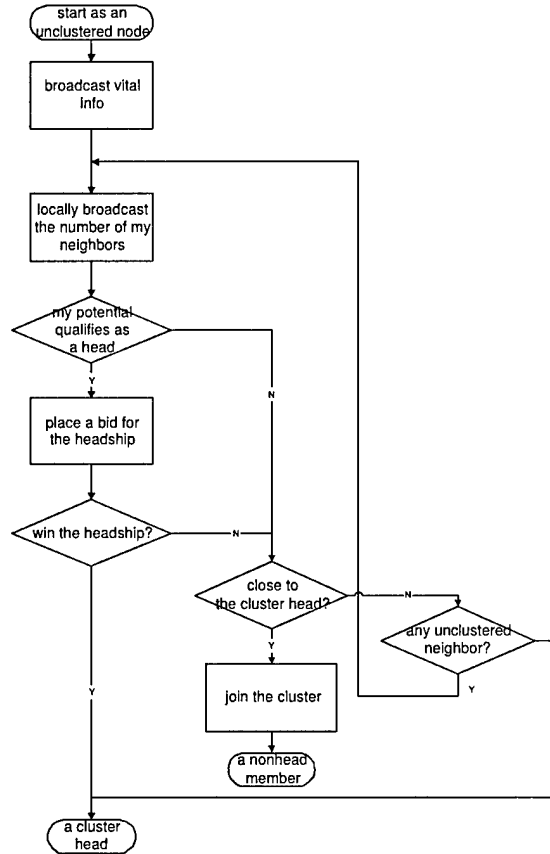 start as an
unclustered node
broadcast vital
info
locally broadcast
the number of my
neighbors
my potential
qualifies as
a head
Y
N
place a bid for
the headship
win the headship?
N
close to
the cluster head?
N
any unclustered
neighbor?
Y
Y
Y
join the cluster
a nonhead
member
a cluster
head